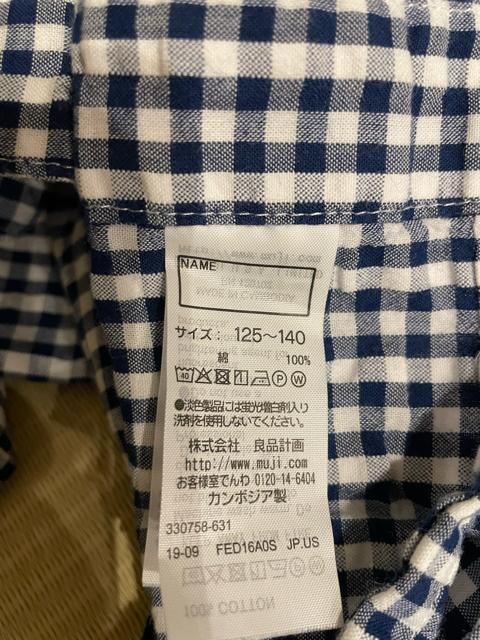 NAME
サイズ： 125～140
綿 100%
●淡色製品には蛍光増白剤入り
洗剤を使用しないでください。
株式会社 良品計画
http://www.muji.com
お客様室でんわ 0120-14-6404
カンボジア製
330758-631
19-09 FED16A0S JP.US
100% COTTON